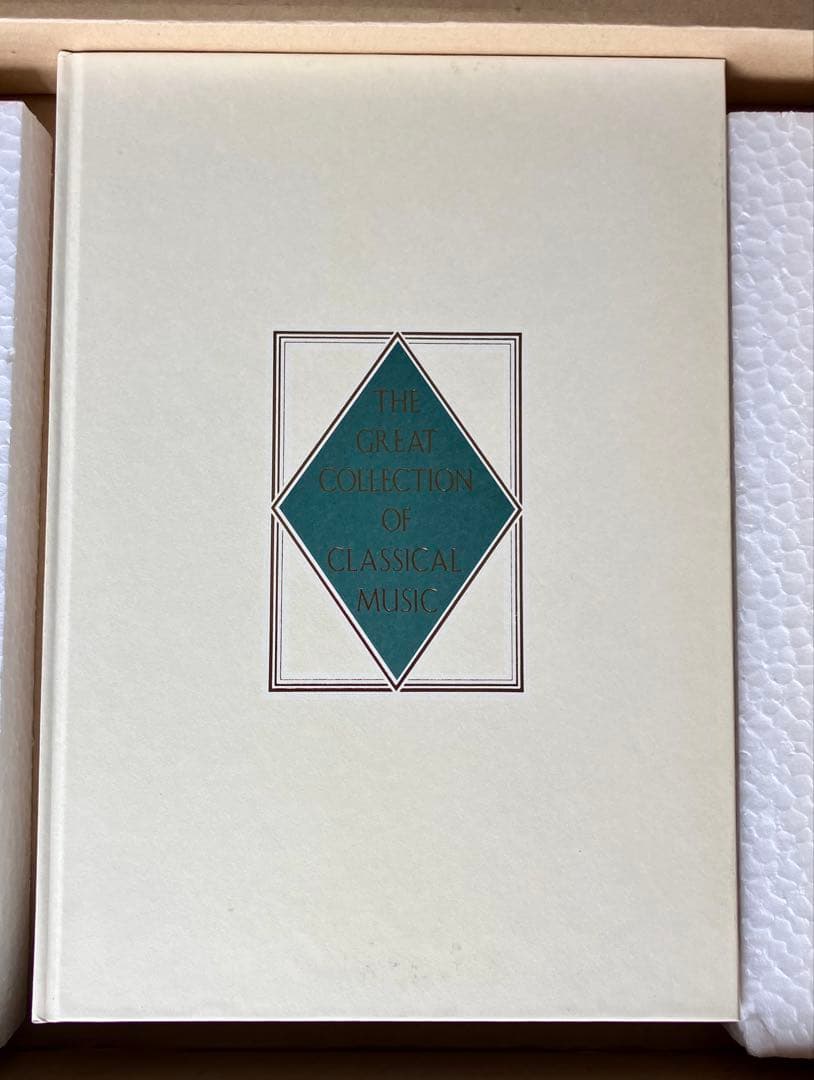 THE
GREAT
COLLECTION
OF
CLASSICAL
MUSIC